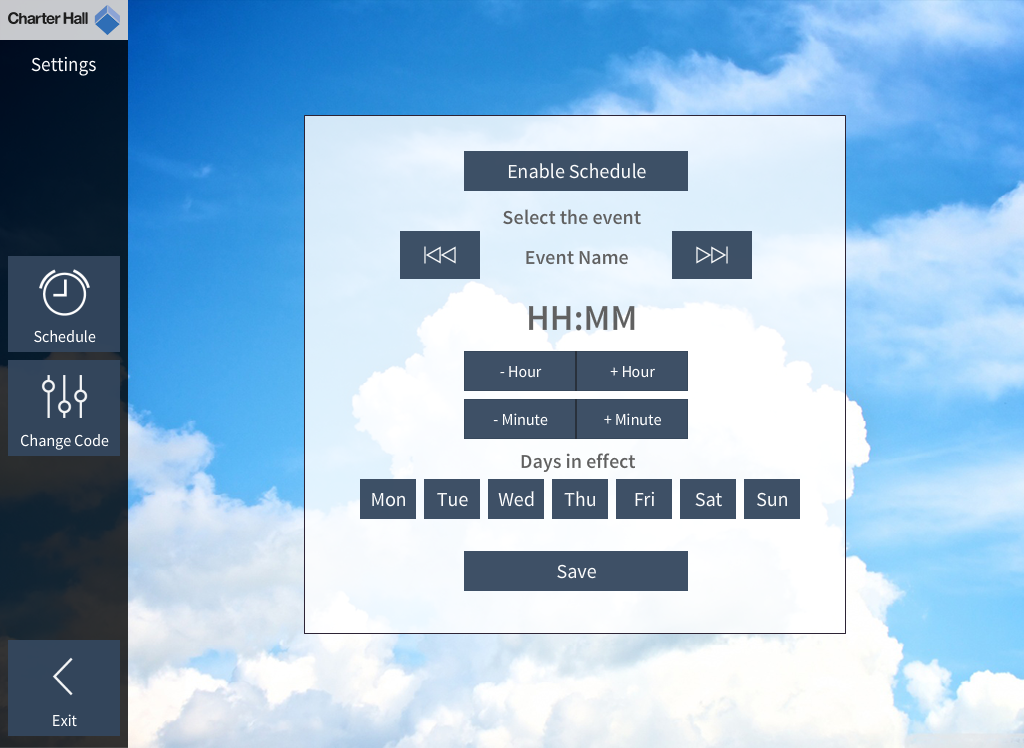 Charter Hall
Settings
Schedule
Change Code
Exit
Enable Schedule
Select the event
Event Name
HH:MM
- Hour
+ Hour
- Minute
+ Minute
Days in effect
Mon Tue Wed Thu Fri Sat Sun
Save